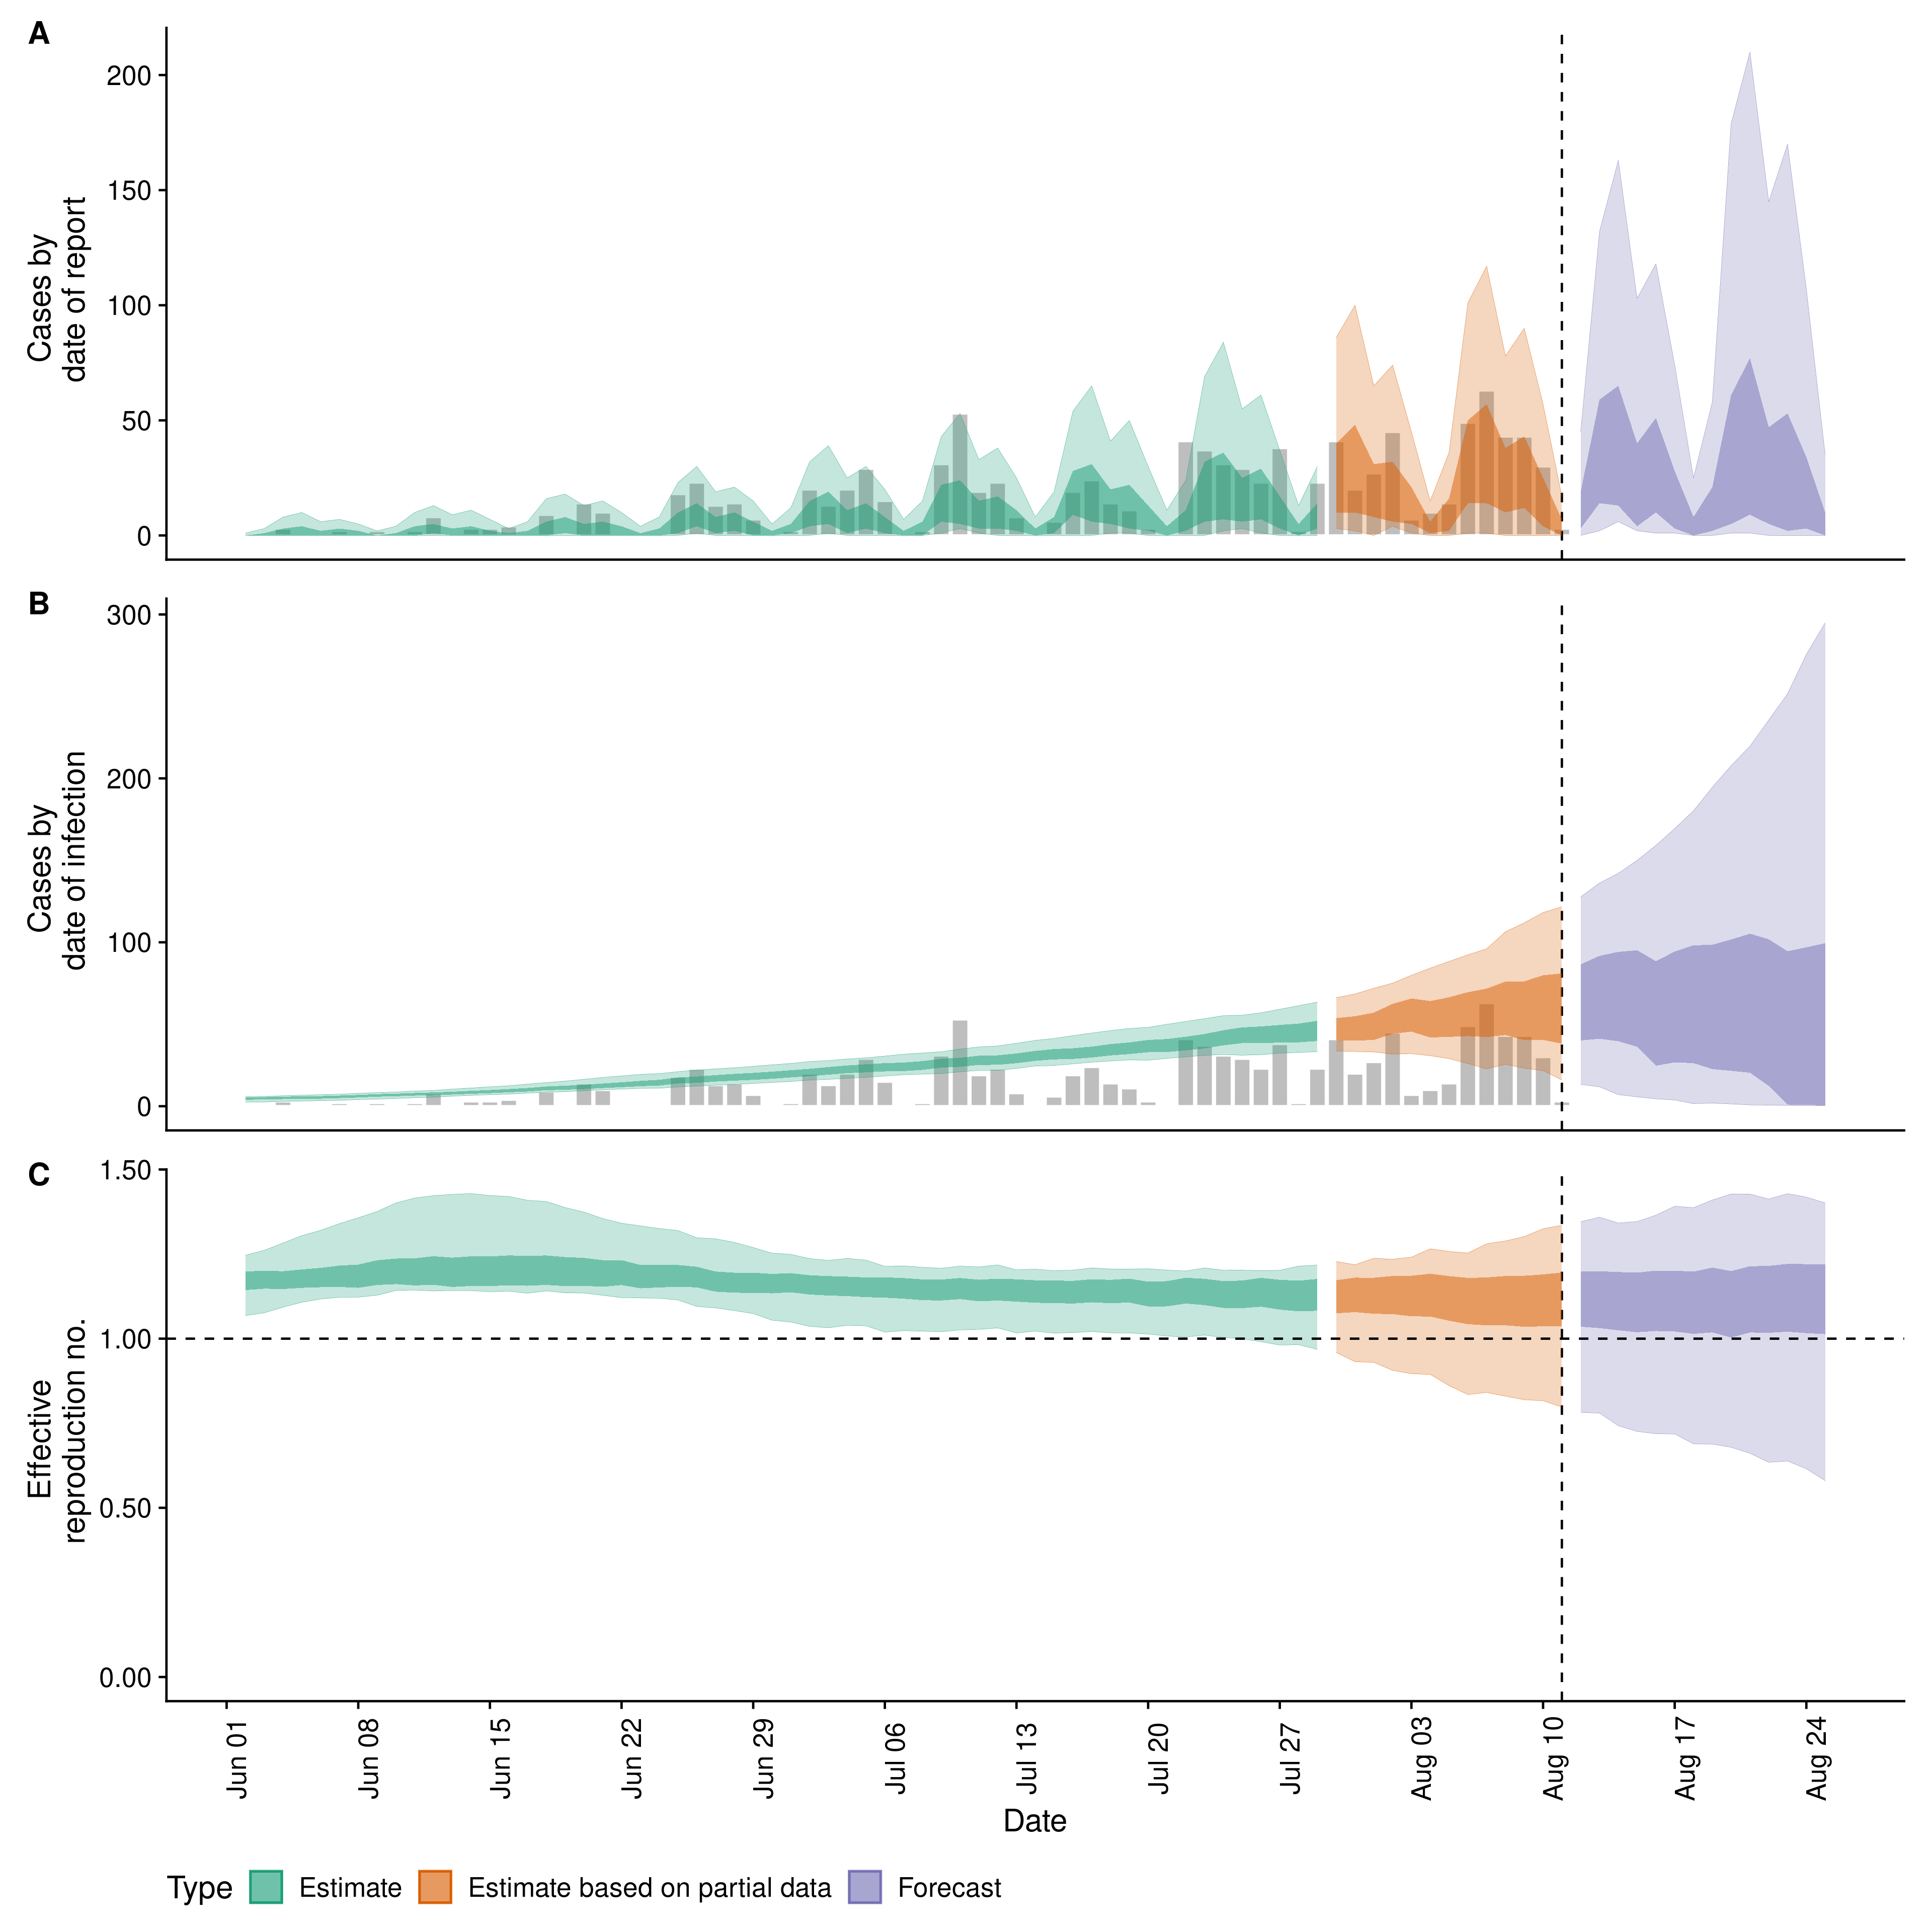 A
Cases by
date of report
200
150
100
50
0
B
Cases by
date of infection
300
200
100
0
C
Effective
reproduction no.
1.50
1.00
0.50
0.00
Jun 01
Jun 08
Jun 15
Jun 22
Jun 29
Jul 06
Jul 13
Jul 20
Jul 27
Aug 03
Aug 10
Aug 17
Aug 24
Date
Type Estimate Estimate based on partial data Forecast